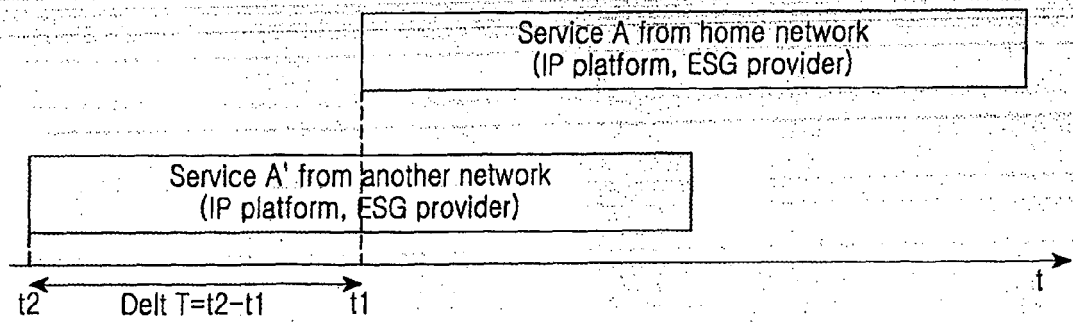 Service A from home network
(IP platform, ESG provider)
Service A' from another network
(IP platform, ESG provider)
t2
Delt T=t2-t1
t1
t